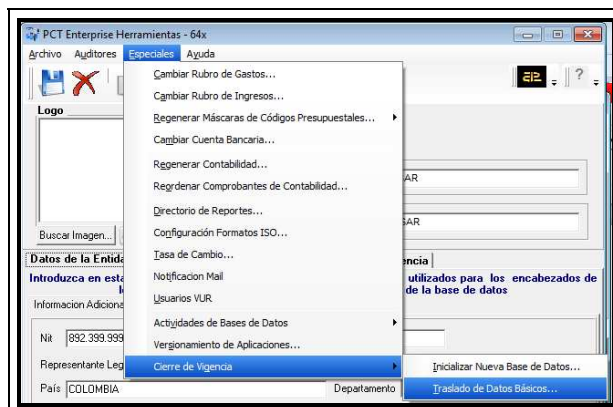 PCT Enterprise Herramientas - 64x
Archivo Auditores Especiales Ayuda
Cambiar Rubro de Gastos...
Cambiar Rubro de Ingresos...
Regenerar Máscaras de Códigos Presupuestales...
Cambiar Cuenta Bancaria...
Regenerar Contabilidad...
Reordenar Comprobantes de Contabilidad...
Directorio de Reportes...
Configuración Formatos ISO...
Tasa de Cambio...
Notificacion Mail
Usuarios VUR
Actividades de Bases de Datos
Versionamiento de Aplicaciones...
Cierre de Vigencia
Inicializar Nueva Base de Datos...
Traslado de Datos Básicos...
?
Logo
AR
SAR
Buscar Imagen...
Datos de la Entida
encia
Introduzca en est
utilizados para los encabezados de
de la base de datos
Informacion Adiciona
Nit 892.399.999
Representante Leg
País COLOMBIA
Departamento